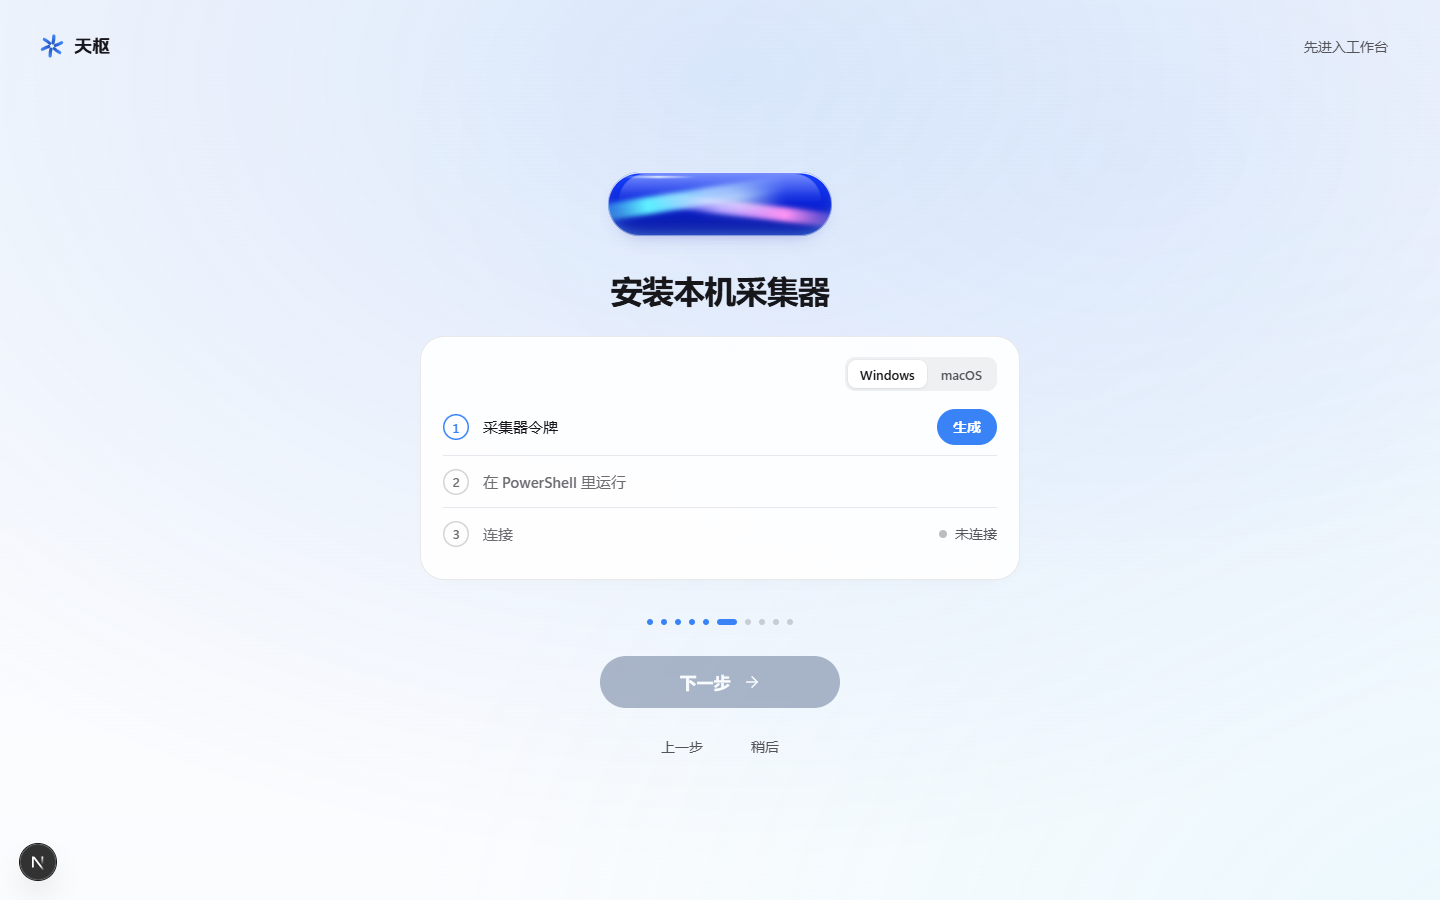 天枢
先进入工作台
安装本机采集器
Windows
macOS
1
采集器令牌
生成
2
在 PowerShell 里运行
3
连接
未连接
下一步
上一步
稍后
N